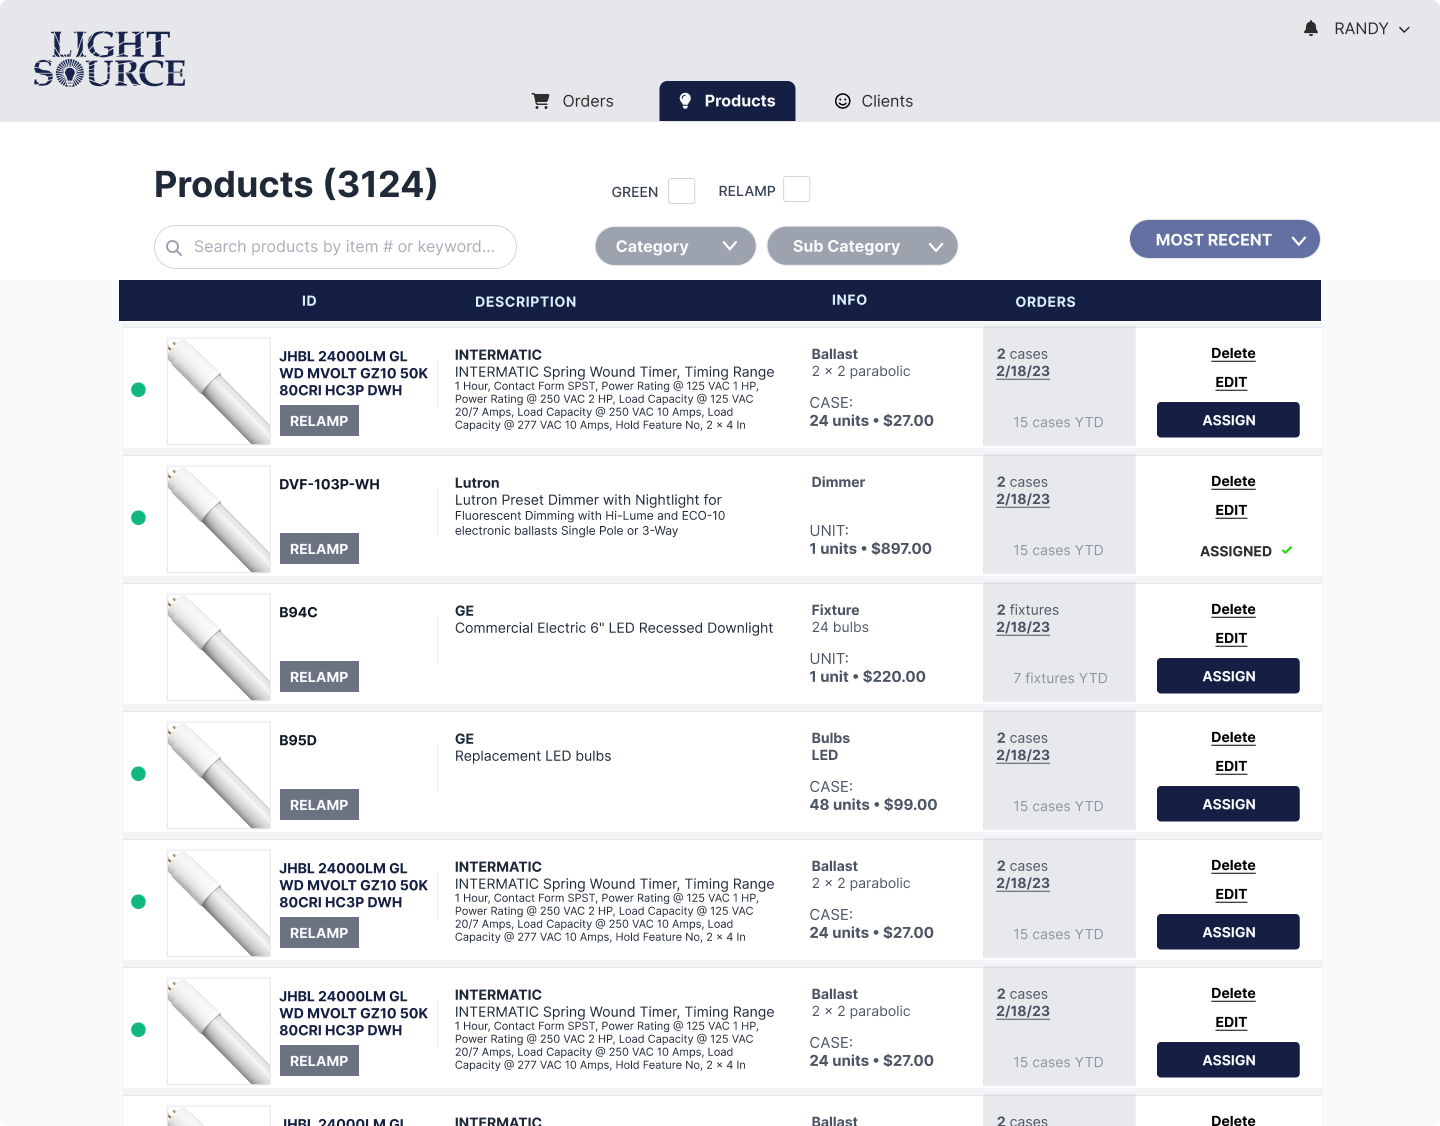 LIGHT
SOURCE
RANDY
Orders
Products
Clients
Products (3124)
GREEN
RELAMP
Search products by item # or keyword...
Category
Sub Category
MOST RECENT
ID
DESCRIPTION
INFO
ORDERS
JHBL 24000LM GL
WD MVOLT GZ10 50K
80CRI HC3P DWH
RELAMP
INTERMATIC
INTERMATIC Spring Wound Timer, Timing Range
1 Hour, Contact Form SPST, Power Rating @ 125 VAC 1 HP,
Power Rating @ 250 VAC 2 HP, Load Capacity @ 125 VAC
20/7 Amps, Load Capacity @ 250 VAC 10 Amps, Load
Capacity @ 277 VAC 10 Amps, Hold Feature No, 2 × 4 In
Ballast
2 × 2 parabolic
CASE:
24 units • $27.00
2 cases
2/18/23
15 cases YTD
Delete
EDIT
ASSIGN
DVF-103P-WH
RELAMP
Lutron
Lutron Preset Dimmer with Nightlight for
Fluorescent Dimming with Hi-Lume and ECO-10
electronic ballasts Single Pole or 3-Way
Dimmer
UNIT:
1 units • $897.00
2 cases
2/18/23
15 cases YTD
Delete
EDIT
ASSIGNED
B94C
RELAMP
GE
Commercial Electric 6" LED Recessed Downlight
Fixture
24 bulbs
UNIT:
1 unit • $220.00
2 fixtures
2/18/23
7 fixtures YTD
Delete
EDIT
ASSIGN
B95D
RELAMP
GE
Replacement LED bulbs
Bulbs
LED
CASE:
48 units • $99.00
2 cases
2/18/23
15 cases YTD
Delete
EDIT
ASSIGN
JHBL 24000LM GL
WD MVOLT GZ10 50K
80CRI HC3P DWH
RELAMP
INTERMATIC
INTERMATIC Spring Wound Timer, Timing Range
1 Hour, Contact Form SPST, Power Rating @ 125 VAC 1 HP,
Power Rating @ 250 VAC 2 HP, Load Capacity @ 125 VAC
20/7 Amps, Load Capacity @ 250 VAC 10 Amps, Load
Capacity @ 277 VAC 10 Amps, Hold Feature No, 2 × 4 In
Ballast
2 × 2 parabolic
CASE:
24 units • $27.00
2 cases
2/18/23
15 cases YTD
Delete
EDIT
ASSIGN
JHBL 24000LM GL
WD MVOLT GZ10 50K
80CRI HC3P DWH
RELAMP
INTERMATIC
INTERMATIC Spring Wound Timer, Timing Range
1 Hour, Contact Form SPST, Power Rating @ 125 VAC 1 HP,
Power Rating @ 250 VAC 2 HP, Load Capacity @ 125 VAC
20/7 Amps, Load Capacity @ 250 VAC 10 Amps, Load
Capacity @ 277 VAC 10 Amps, Hold Feature No, 2 × 4 In
Ballast
2 × 2 parabolic
CASE:
24 units • $27.00
2 cases
2/18/23
15 cases YTD
Delete
EDIT
ASSIGN
JHBL 24000LM GL
INTERMATIC
Ballast
2 cases
Delete